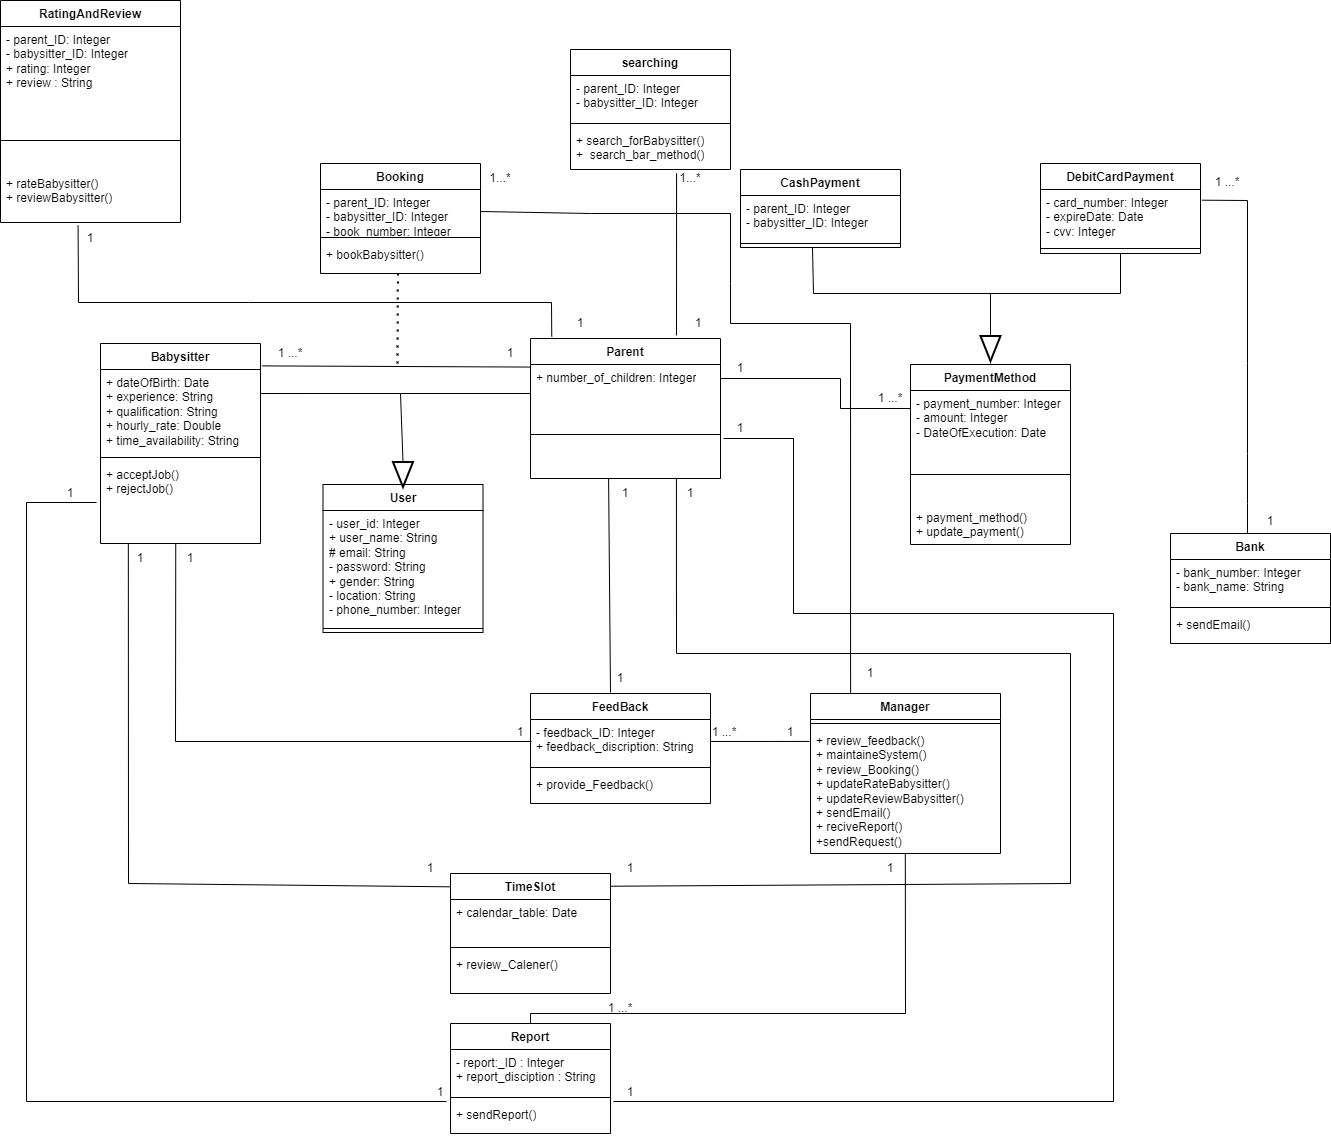 RatingAndReview
- parent_ID: Integer
- babysitter_ID: Integer
+ rating: Integer
+ review : String
+ rateBabysitter()
+ reviewBabysitter()
1
searching
- parent_ID: Integer
- babysitter_ID: Integer
+ search_forBabysitter()
+  search_bar_method()
1...*
Booking
- parent_ID: Integer
- babysitter_ID: Integer
- book_number: Integer
+ bookBabysitter()
1...*
CashPayment
- parent_ID: Integer
- babysitter_ID: Integer
DebitCardPayment
- card_number: Integer
- expireDate: Date
- cvv: Integer
1 ...*
1
1
Babysitter
+ dateOfBirth: Date
+ experience: String
+ qualification: String
+ hourly_rate: Double
+ time_availability: String
+ acceptJob()
+ rejectJob()
1 ...*
1
Parent
+ number_of_children: Integer
1
1 ...*
1
PaymentMethod
- payment_number: Integer
- amount: Integer
- DateOfExecution: Date
+ payment_method()
+ update_payment()
1
1
1
User
- user_id: Integer
+ user_name: String
# email: String
- password: String
+ gender: String
- location: String
- phone_number: Integer
1
1
1
Bank
- bank_number: Integer
- bank_name: String
+ sendEmail()
1
1
FeedBack
- feedback_ID: Integer
+ feedback_discription: String
+ provide_Feedback()
1
1 ...*
1
Manager
+ review_feedback()
+ maintaineSystem()
+ review_Booking()
+ updateRateBabysitter()
+ updateReviewBabysitter()
+ sendEmail()
+ reciveReport()
+sendRequest()
1
1
1
TimeSlot
+ calendar_table: Date
+ review_Calener()
1 ...*
Report
- report:_ID : Integer
+ report_disciption : String
+ sendReport()
1
1